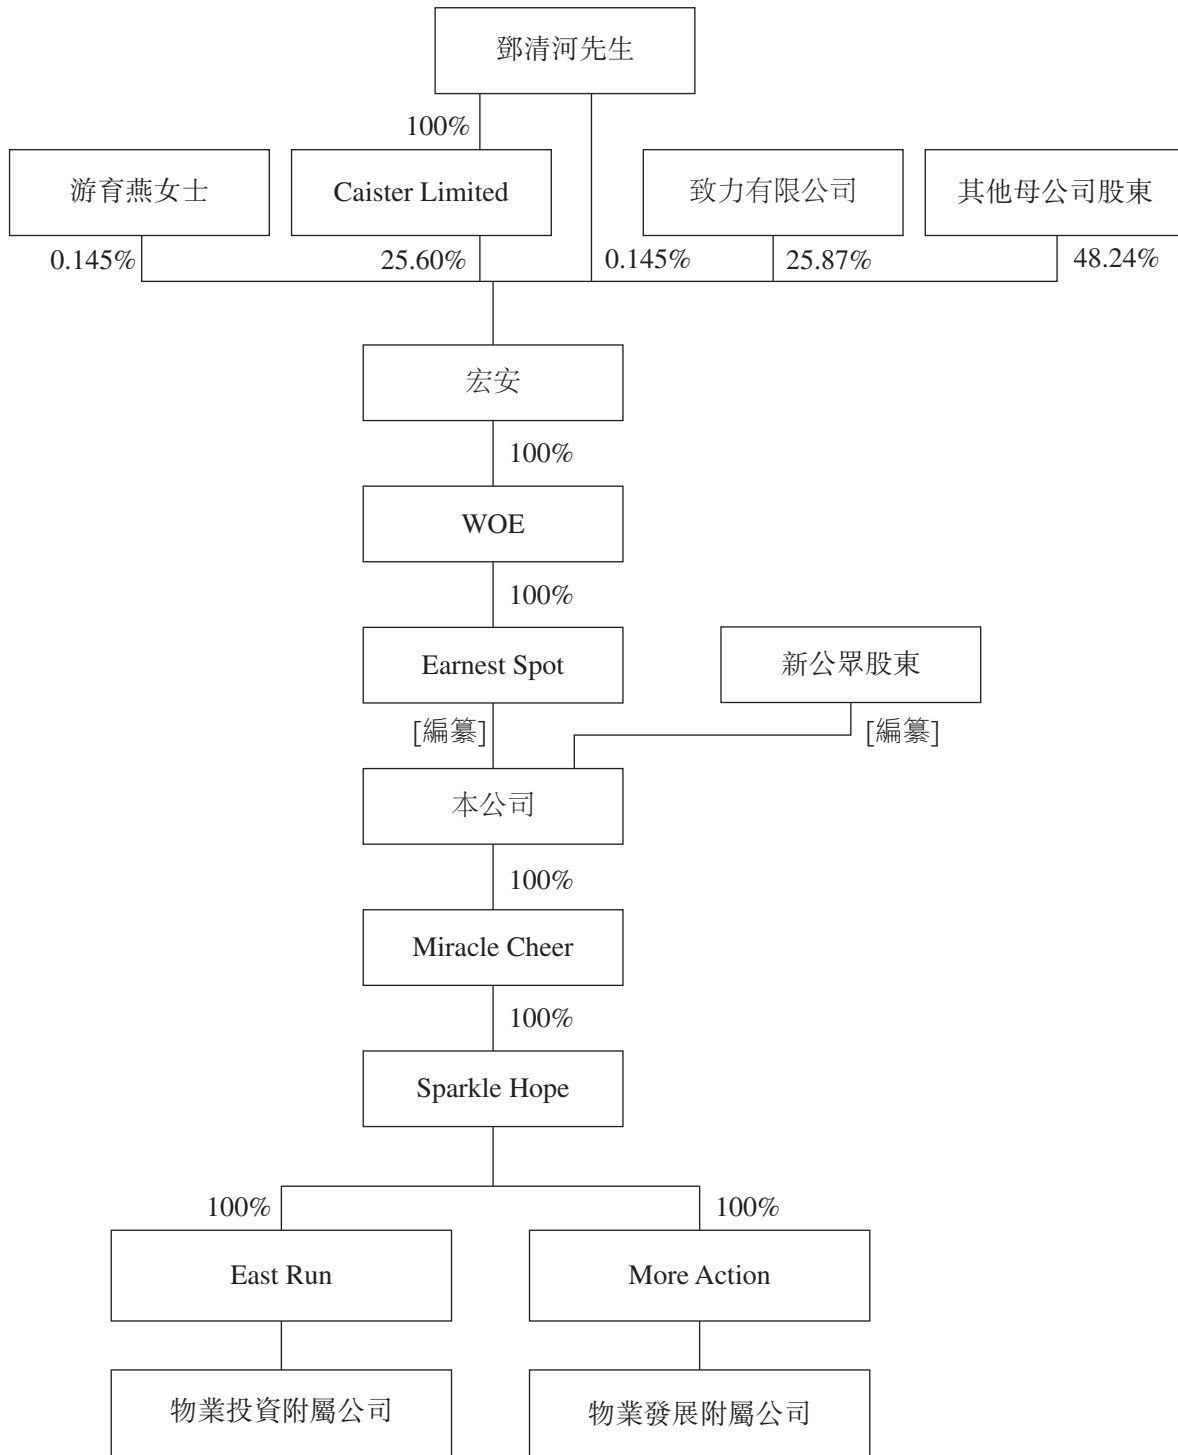 鄧清河先生
100%
游育燕女士
Caister Limited
致力有限公司
其他母公司股東
0.145%
25.60%
0.145%
25.87%
48.24%
宏安
100%
WOE
100%
Earnest Spot
新公眾股東
[編纂]
[編纂]
本公司
100%
Miracle Cheer
100%
Sparkle Hope
100%
100%
East Run
More Action
物業投資附屬公司
物業發展附屬公司